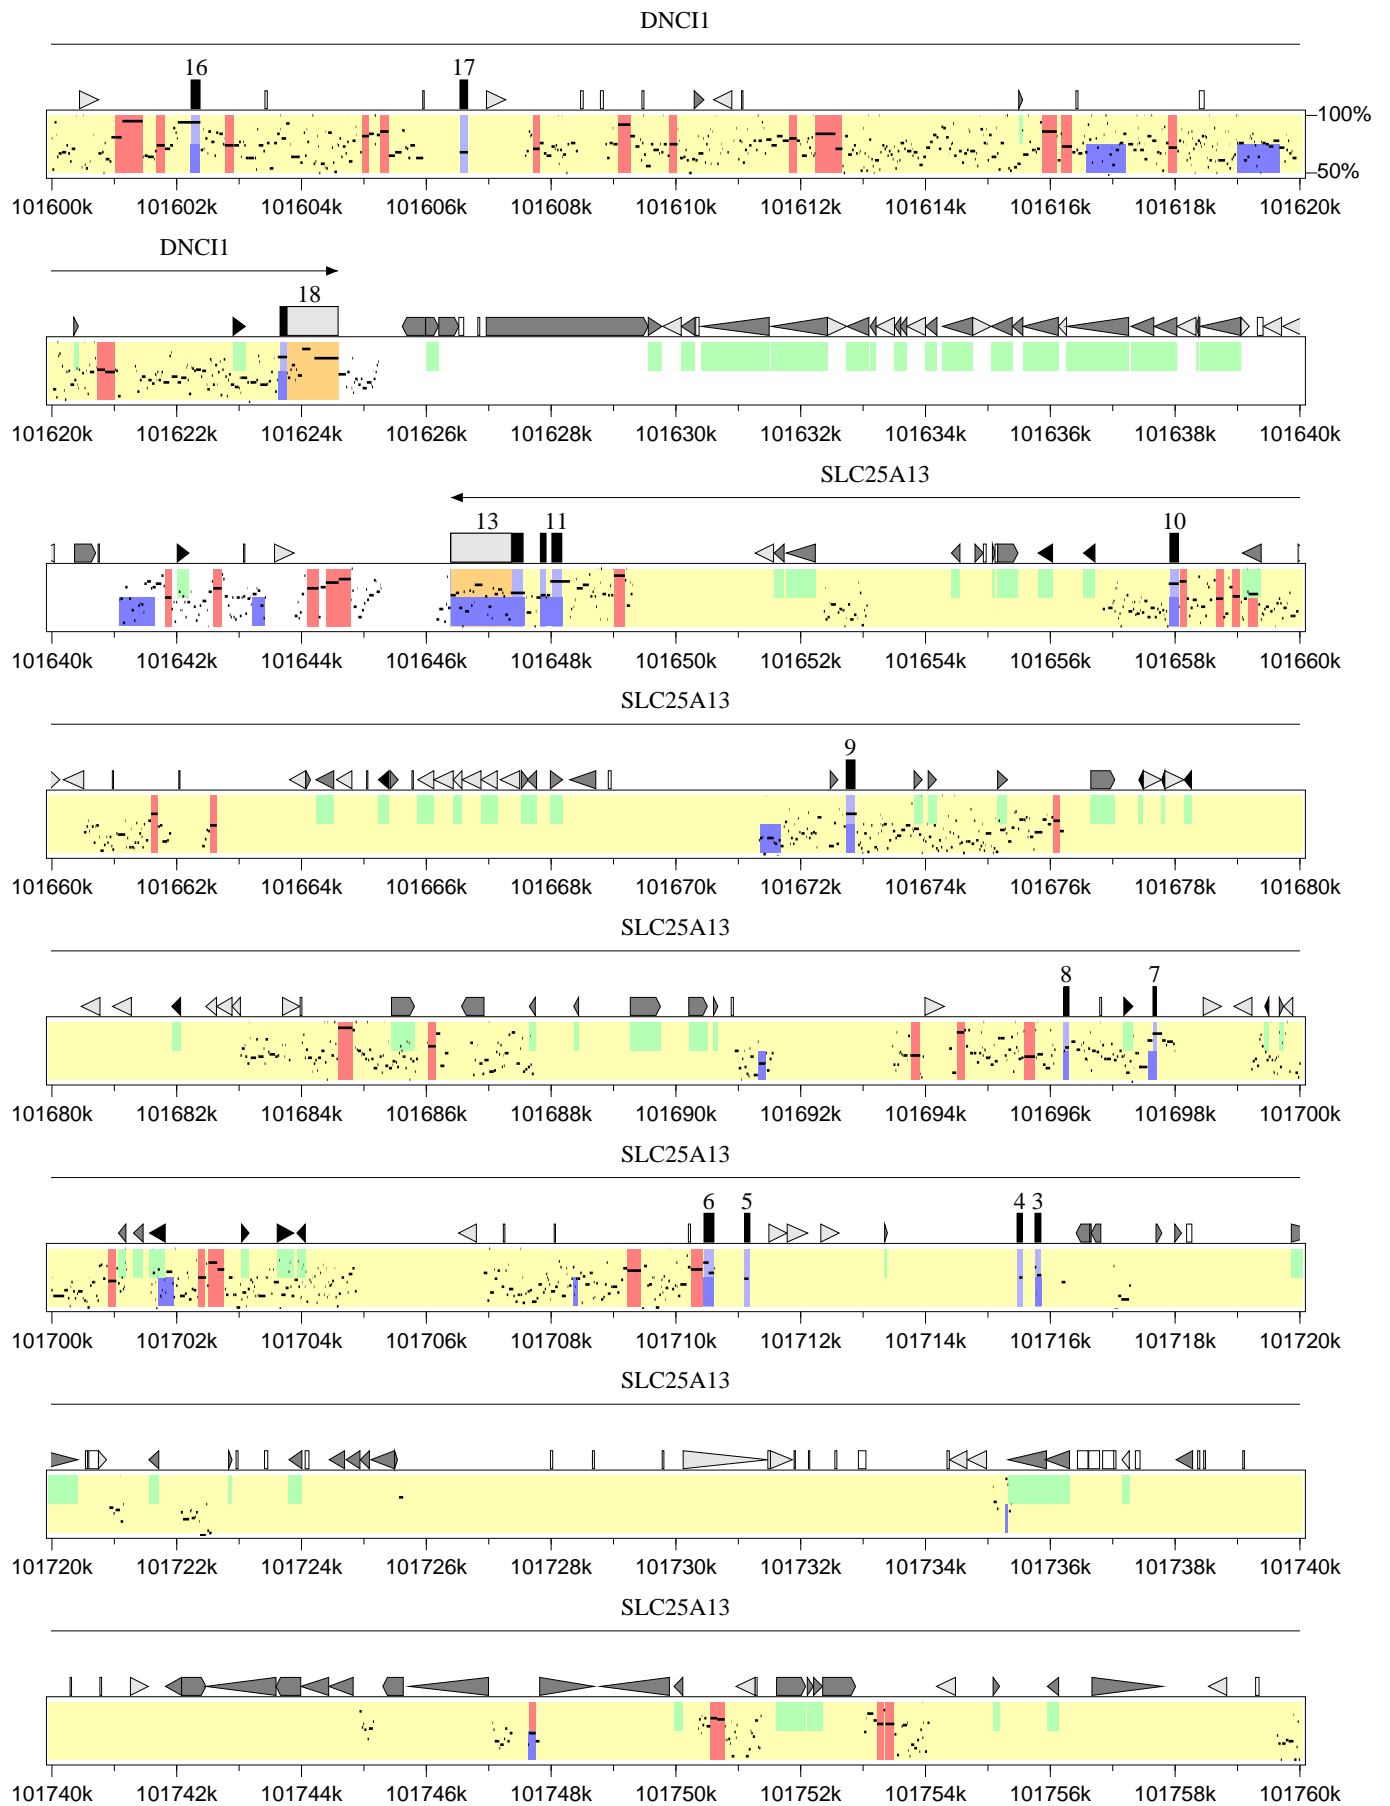 DNCI1
16 17
100%
50%
101600k 101602k 101604k 101606k 101608k 101610k 101612k 101614k 101616k 101618k 101620k
DNCI1
18
101620k 101622k 101624k 101626k 101628k 101630k 101632k 101634k 101636k 101638k 101640k
SLC25A13
13 11 10
101640k 101642k 101644k 101646k 101648k 101650k 101652k 101654k 101656k 101658k 101660k
SLC25A13
9
101660k 101662k 101664k 101666k 101668k 101670k 101672k 101674k 101676k 101678k 101680k
SLC25A13
8 7
101680k 101682k 101684k 101686k 101688k 101690k 101692k 101694k 101696k 101698k 101700k
SLC25A13
6 5 4 3
101700k 101702k 101704k 101706k 101708k 101710k 101712k 101714k 101716k 101718k 101720k
SLC25A13
101720k 101722k 101724k 101726k 101728k 101730k 101732k 101734k 101736k 101738k 101740k
SLC25A13
101740k 101742k 101744k 101746k 101748k 101750k 101752k 101754k 101756k 101758k 101760k